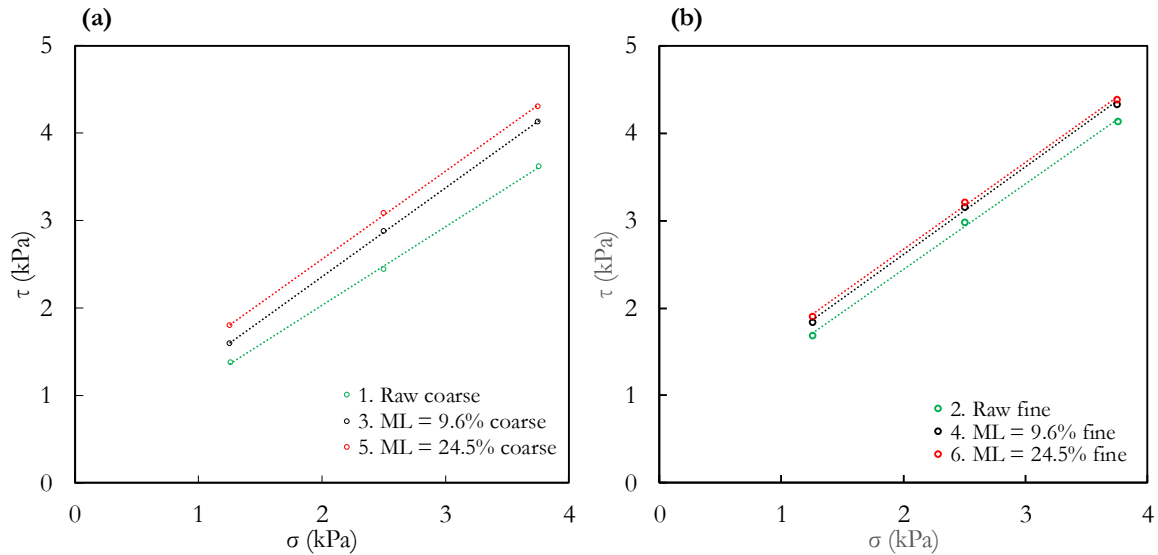 (a)
5
4
3
2
1
0
τ (kPa)
0 1 2 3 4
σ (kPa)
1. Raw coarse
3. ML = 9.6% coarse
5. ML = 24.5% coarse
(b)
5
4
3
2
1
0
τ (kPa)
0 1 2 3 4
σ (kPa)
2. Raw fine
4. ML = 9.6% fine
6. ML = 24.5% fine